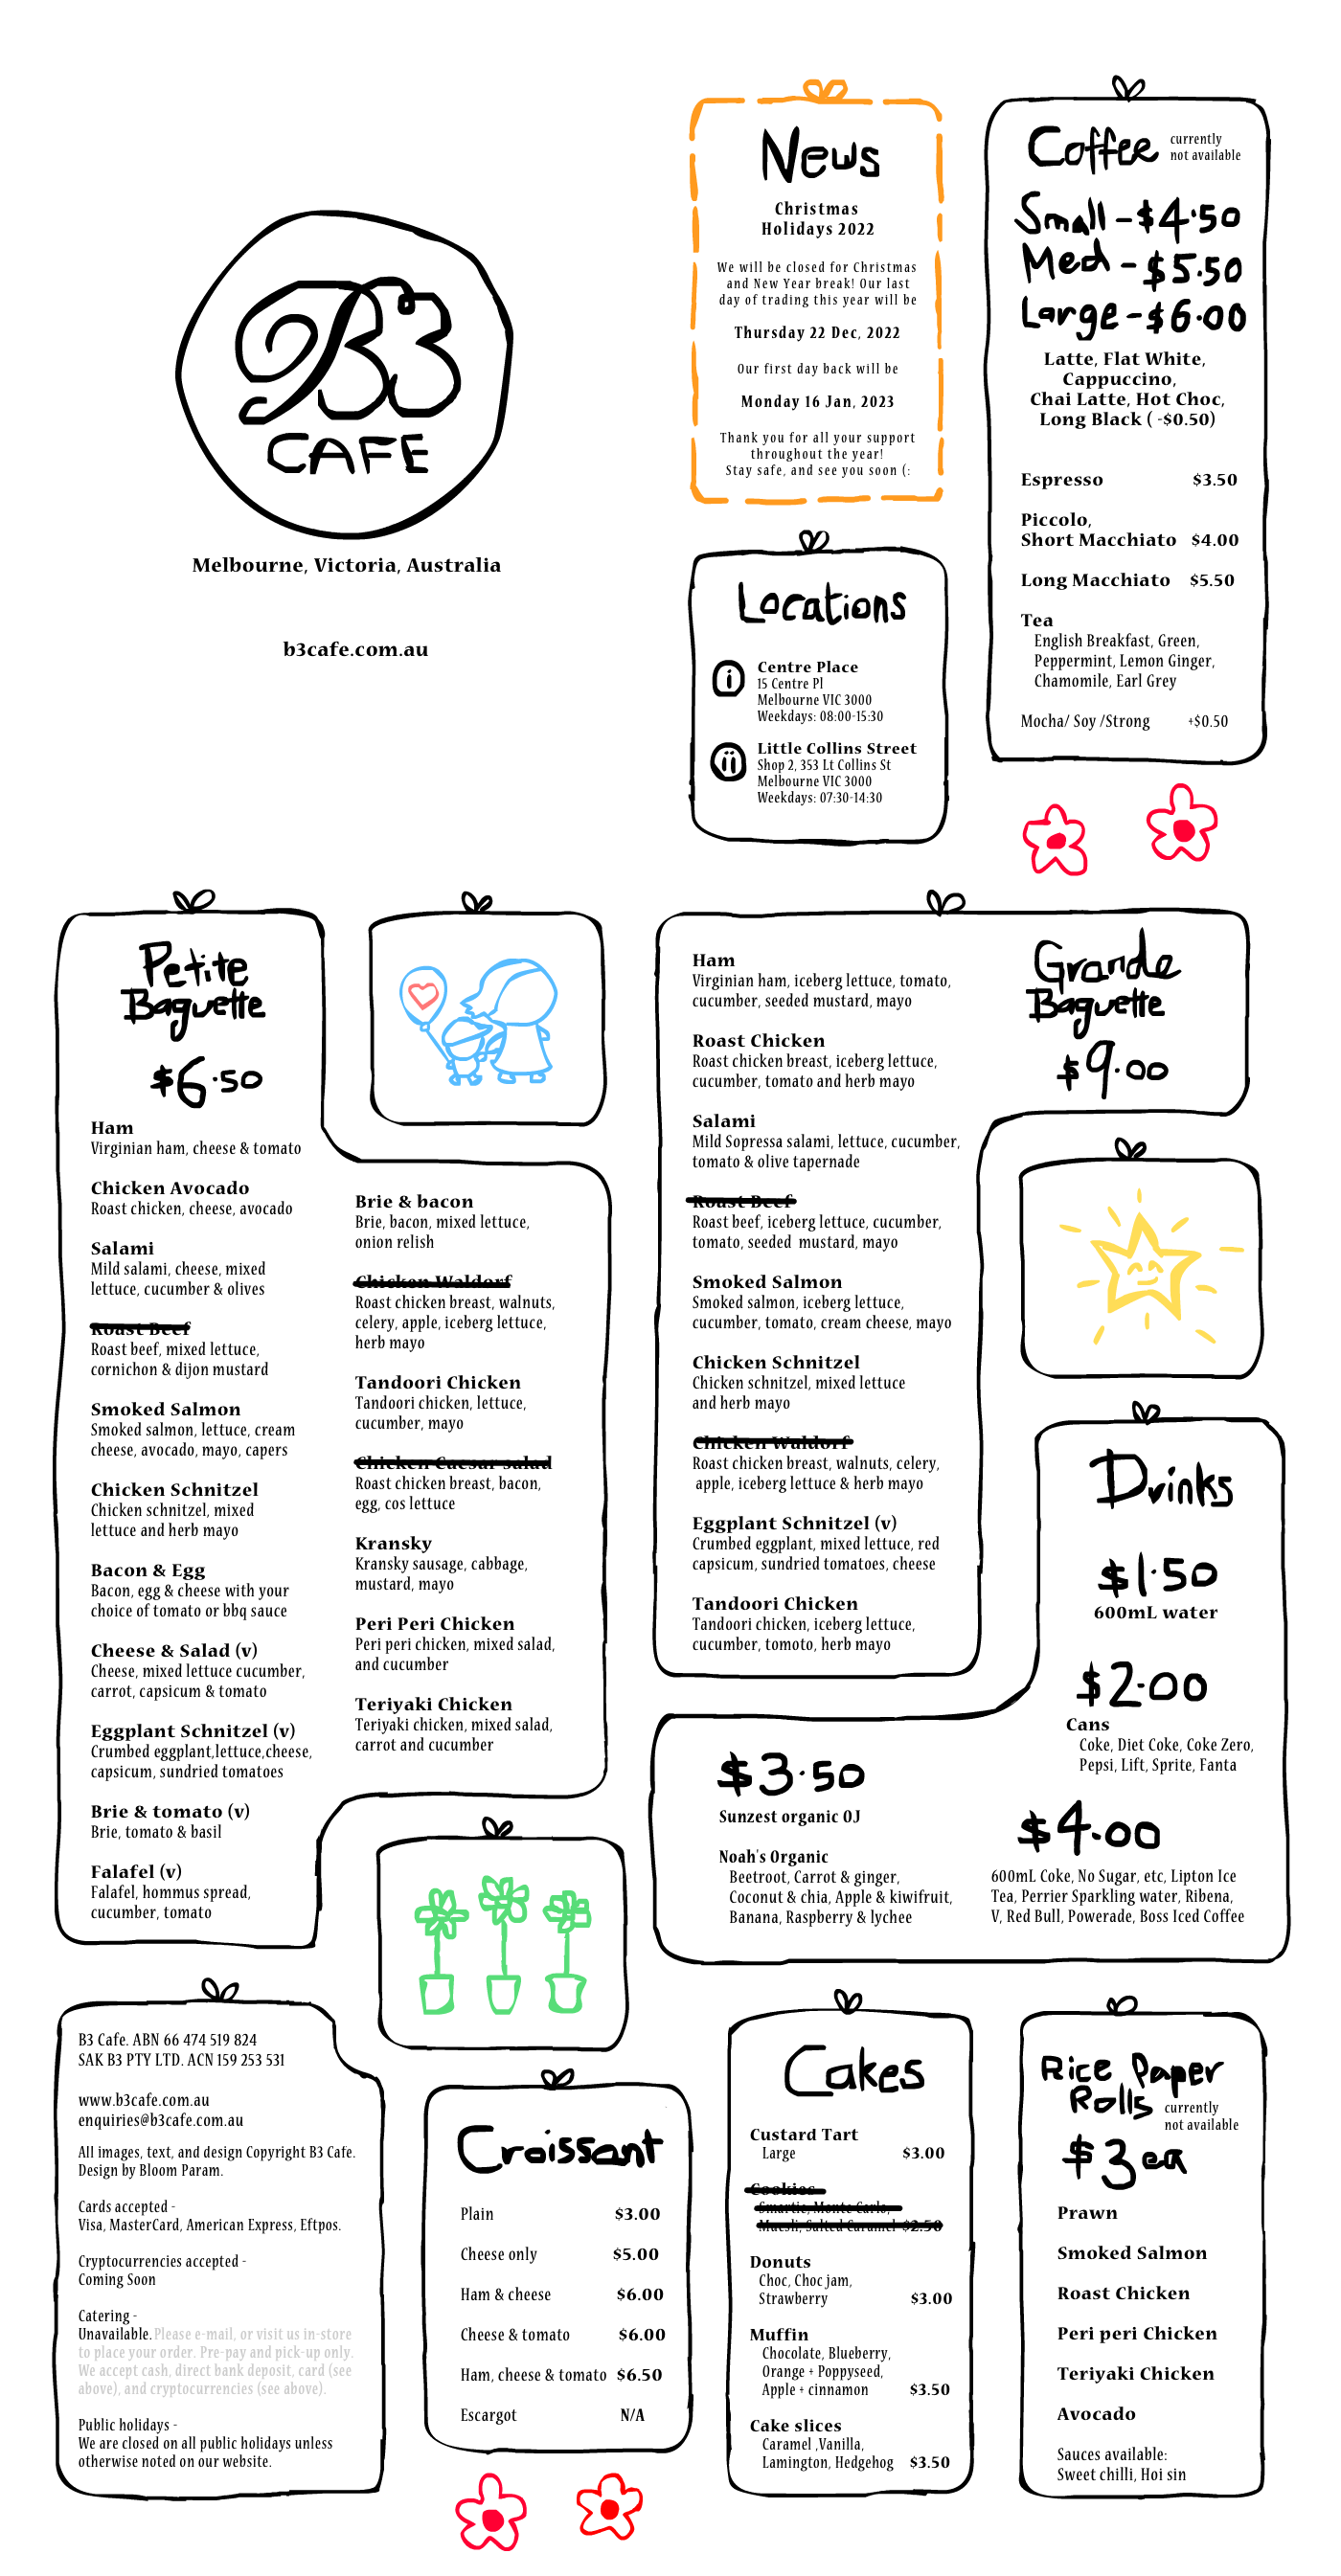 B3
CAFE
Melbourne, Victoria, Australia
b3cafe.com.au
News
Christmas
Holidays 2022
We will be closed for Christmas
and New Year break! Our last
day of trading this year will be
Thursday 22 Dec, 2022
Our first day back will be
Monday 16 Jan, 2023
Thank you for all your support
throughout the year!
Stay safe, and see you soon (:
Locations
i Centre Place
15 Centre Pl
Melbourne VIC 3000
Weekdays: 08:00-15:30
ii Little Collins Street
Shop 2, 353 Lt Collins St
Melbourne VIC 3000
Weekdays: 07:30-14:30
Coffee currently
not available
Small - $4.50
Med - $5.50
Large - $6.00
Latte, Flat White,
Cappuccino,
Chai Latte, Hot Choc,
Long Black ( -$0.50)
Espresso $3.50
Piccolo,
Short Macchiato $4.00
Long Macchiato $5.50
Tea
English Breakfast, Green,
Peppermint, Lemon Ginger,
Chamomile, Earl Grey
Mocha/ Soy /Strong +$0.50
Petite
Baguette
$6.50
Ham
Virginian ham, cheese & tomato
Chicken Avocado
Roast chicken, cheese, avocado
Salami
Mild salami, cheese, mixed
lettuce, cucumber & olives
Roast Beef
Roast beef, mixed lettuce,
cornichon & dijon mustard
Smoked Salmon
Smoked salmon, lettuce, cream
cheese, avocado, mayo, capers
Chicken Schnitzel
Chicken schnitzel, mixed
lettuce and herb mayo
Bacon & Egg
Bacon, egg & cheese with your
choice of tomato or bbq sauce
Cheese & Salad (v)
Cheese, mixed lettuce cucumber,
carrot, capsicum & tomato
Eggplant Schnitzel (v)
Crumbed eggplant,lettuce,cheese,
capsicum, sundried tomatoes
Brie & tomato (v)
Brie, tomato & basil
Falafel (v)
Falafel, hommus spread,
cucumber, tomato
Brie & bacon
Brie, bacon, mixed lettuce,
onion relish
Chicken Waldorf
Roast chicken breast, walnuts,
celery, apple, iceberg lettuce,
herb mayo
Tandoori Chicken
Tandoori chicken, lettuce,
cucumber, mayo
Chicken Caesar salad
Roast chicken breast, bacon,
egg, cos lettuce
Kransky
Kransky sausage, cabbage,
mustard, mayo
Peri Peri Chicken
Peri peri chicken, mixed salad,
and cucumber
Teriyaki Chicken
Teriyaki chicken, mixed salad,
carrot and cucumber
Grande
Baguette
$9.00
Ham
Virginian ham, iceberg lettuce, tomato,
cucumber, seeded mustard, mayo
Roast Chicken
Roast chicken breast, iceberg lettuce,
cucumber, tomato and herb mayo
Salami
Mild Sopressa salami, lettuce, cucumber,
tomato & olive tapernade
Roast Beef
Roast beef, iceberg lettuce, cucumber,
tomato, seeded mustard, mayo
Smoked Salmon
Smoked salmon, iceberg lettuce,
cucumber, tomato, cream cheese, mayo
Chicken Schnitzel
Chicken schnitzel, mixed lettuce
and herb mayo
Chicken Waldorf
Roast chicken breast, walnuts, celery,
apple, iceberg lettuce & herb mayo
Eggplant Schnitzel (v)
Crumbed eggplant, mixed lettuce, red
capsicum, sundried tomatoes, cheese
Tandoori Chicken
Tandoori chicken, iceberg lettuce,
cucumber, tomoto, herb mayo
Drinks
$1.50
600mL water
$2.00
Cans
Coke, Diet Coke, Coke Zero,
Pepsi, Lift, Sprite, Fanta
$3.50
Sunzest organic OJ
Noah's Organic
Beetroot, Carrot & ginger,
Coconut & chia, Apple & kiwifruit,
Banana, Raspberry & lychee
$4.00
600mL Coke, No Sugar, etc, Lipton Ice
Tea, Perrier Sparkling water, Ribena,
V, Red Bull, Powerade, Boss Iced Coffee
B3 Cafe. ABN 66 474 519 824
SAK B3 PTY LTD. ACN 159 253 531
www.b3cafe.com.au
enquiries@b3cafe.com.au
All images, text, and design Copyright B3 Cafe.
Design by Bloom Param.
Cards accepted -
Visa, MasterCard, American Express, Eftpos.
Cryptocurrencies accepted -
Coming Soon
Catering -
Unavailable. Please e-mail, or visit us in-store
to place your order. Pre-pay and pick-up only.
We accept cash, direct bank deposit, card (see
above), and cryptocurrencies (see above).
Public holidays -
We are closed on all public holidays unless
otherwise noted on our website.
Croissant
Plain $3.00
Cheese only $5.00
Ham & cheese $6.00
Cheese & tomato $6.00
Ham, cheese & tomato $6.50
Escargot N/A
Cakes
Custard Tart
Large $3.00
Cookies
Smartie, Monte Carlo,
Muesli, Salted Caramel $2.50
Donuts
Choc, Choc jam,
Strawberry $3.00
Muffin
Chocolate, Blueberry,
Orange + Poppyseed,
Apple + cinnamon $3.50
Cake slices
Caramel ,Vanilla,
Lamington, Hedgehog $3.50
Rice Paper
Rolls currently
not available
$3 ea
Prawn
Smoked Salmon
Roast Chicken
Peri peri Chicken
Teriyaki Chicken
Avocado
Sauces available:
Sweet chilli, Hoi sin